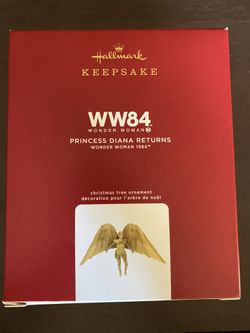 Hallmark
KEEPSAKE
WW84
WONDER WOMAN
PRINCESS DIANA RETURNS
WONDER WOMAN 1984™
christmas tree ornament
décoration pour l'arbre de noël